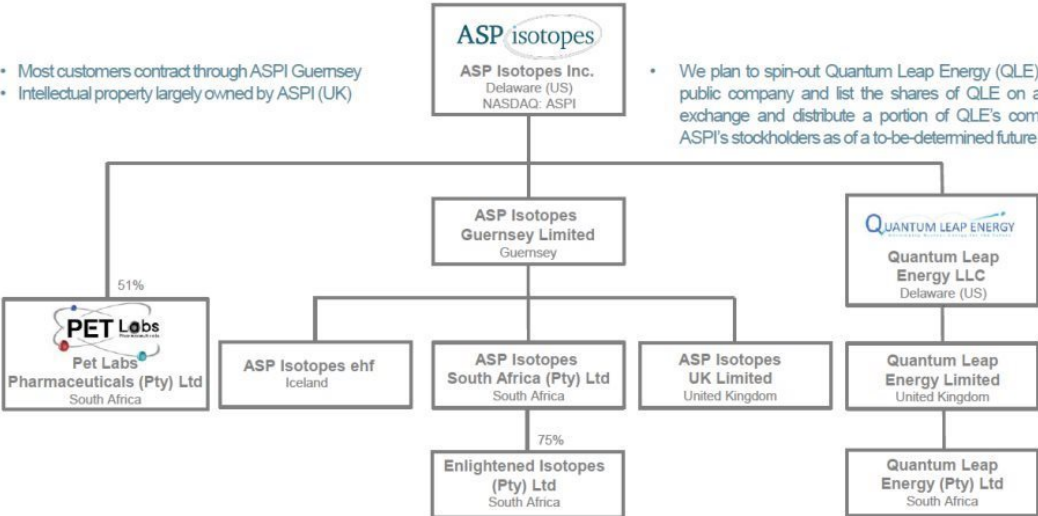 ASP isotopes
ASP Isotopes Inc.
Delaware (US)
NASDAQ: ASPI
• Most customers contract through ASPI Guernsey
• Intellectual property largely owned by ASPI (UK)
• We plan to spin-out Quantum Leap Energy (QLE)
public company and list the shares of QLE on a
exchange and distribute a portion of QLE's com
ASPI's stockholders as of a to-be-determined future
ASP Isotopes
Guernsey Limited
Guernsey
QUANTUM LEAP ENERGY
Quantum Leap
Energy LLC
Delaware (US)
51%
PET Labs
Pharmaceuticals
Pet Labs
Pharmaceuticals (Pty) Ltd
South Africa
ASP Isotopes ehf
Iceland
ASP Isotopes
South Africa (Pty) Ltd
South Africa
ASP Isotopes
UK Limited
United Kingdom
Quantum Leap
Energy Limited
United Kingdom
75%
Enlightened Isotopes
(Pty) Ltd
South Africa
Quantum Leap
Energy (Pty) Ltd
South Africa